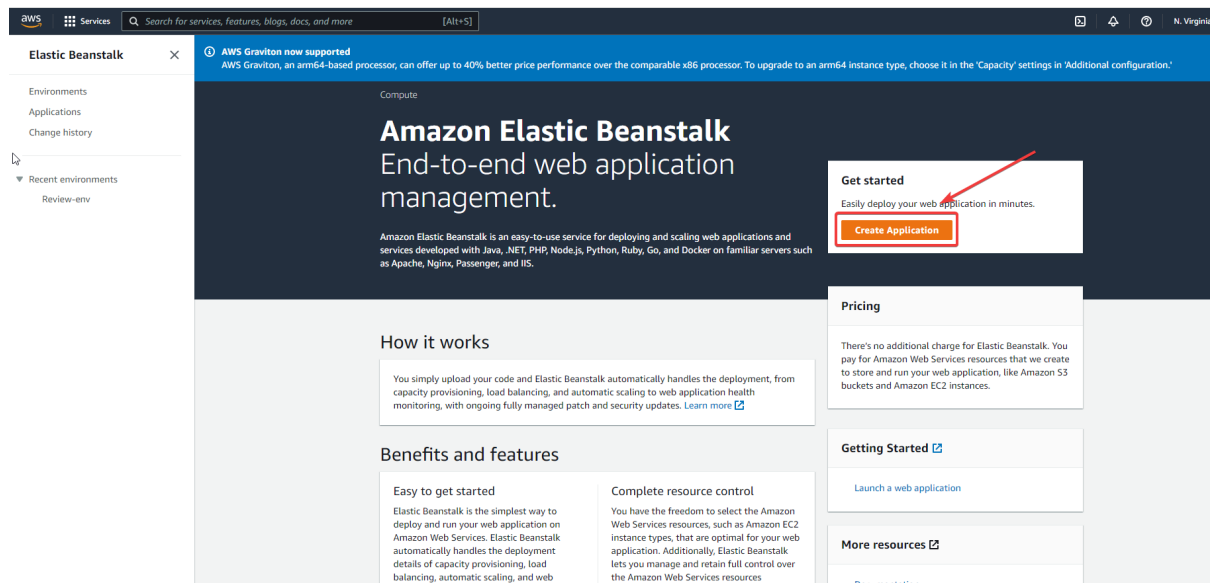 aws
Services
Search for services, features, blogs, docs, and more
[Alt+S]
N. Virginia
Elastic Beanstalk
Environments
Applications
Change history
Recent environments
Review-env
AWS Graviton now supported
AWS Graviton, an arm64-based processor, can offer up to 40% better price performance over the comparable x86 processor. To upgrade to an arm64 instance type, choose it in the 'Capacity' settings in 'Additional configuration.'
Compute
Amazon Elastic Beanstalk
End-to-end web application
management.
Amazon Elastic Beanstalk is an easy-to-use service for deploying and scaling web applications and
services developed with Java, .NET, PHP, Node.js, Python, Ruby, Go, and Docker on familiar servers such
as Apache, Nginx, Passenger, and IIS.
Get started
Easily deploy your web application in minutes.
Create Application
Pricing
There's no additional charge for Elastic Beanstalk. You
pay for Amazon Web Services resources that we create
to store and run your web application, like Amazon S3
buckets and Amazon EC2 instances.
How it works
You simply upload your code and Elastic Beanstalk automatically handles the deployment, from
capacity provisioning, load balancing, and automatic scaling to web application health
monitoring, with ongoing fully managed patch and security updates. Learn more
Getting Started
Launch a web application
Benefits and features
Easy to get started
Elastic Beanstalk is the simplest way to
deploy and run your web application on
Amazon Web Services. Elastic Beanstalk
automatically handles the deployment
details of capacity provisioning, load
balancing, automatic scaling, and web
Complete resource control
You have the freedom to select the Amazon
Web Services resources, such as Amazon EC2
instance types, that are optimal for your web
application. Additionally, Elastic Beanstalk
lets you manage and retain full control over
the Amazon Web Services resources
More resources